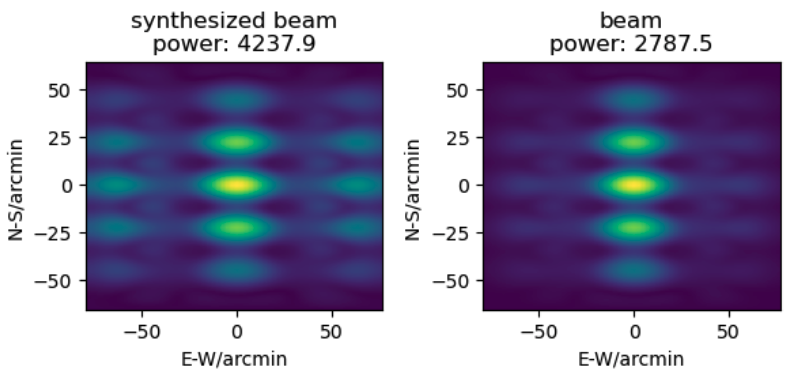 synthesized beam
power: 4237.9
N-S/arcmin
50
25
0
−25
−50
−50
0
50
E-W/arcmin
beam
power: 2787.5
N-S/arcmin
50
25
0
−25
−50
−50
0
50
E-W/arcmin